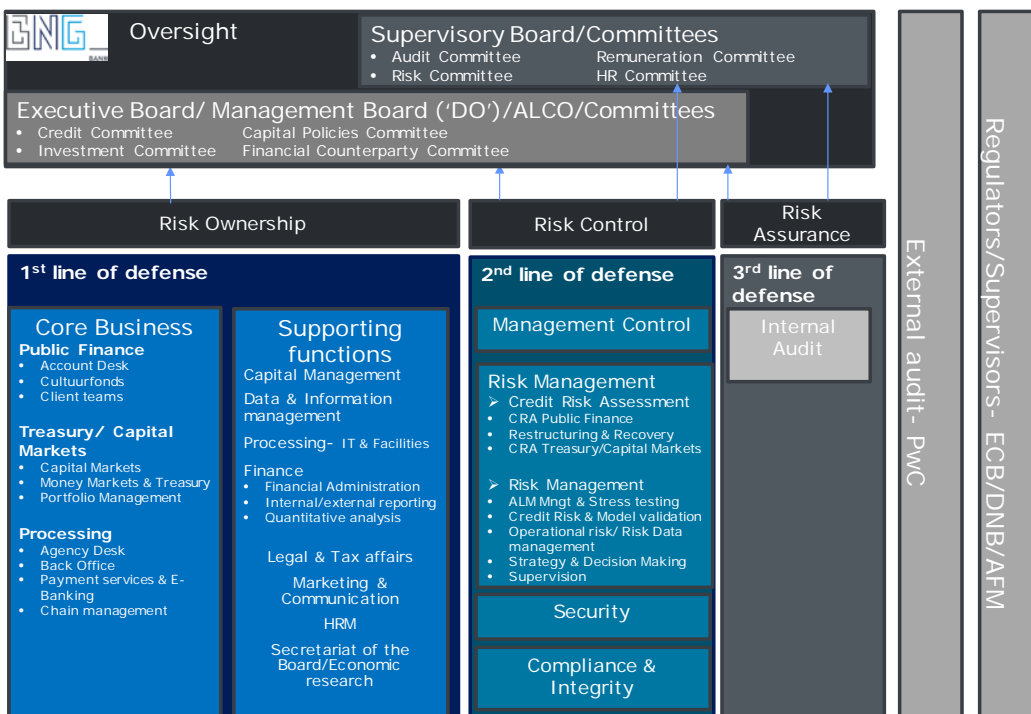 BNG
BANK
Oversight
Supervisory Board/Committees
• Audit Committee Remuneration Committee
• Risk Committee HR Committee
Executive Board/ Management Board (‘DO’)/ALCO/Committees
• Credit Committee Capital Policies Committee
• Investment Committee Financial Counterparty Committee
Risk Ownership
Risk Control
Risk
Assurance
1st line of defense
Core Business
Public Finance
• Account Desk
• Cultuurfonds
• Client teams
Treasury/ Capital
Markets
• Capital Markets
• Money Markets & Treasury
• Portfolio Management
Processing
• Agency Desk
• Back Office
• Payment services & E-
Banking
• Chain management
Supporting
functions
Capital Management
Data & Information
management
Processing- IT & Facilities
Finance
• Financial Administration
• Internal/external reporting
• Quantitative analysis
Legal & Tax affairs
Marketing &
Communication
HRM
Secretariat of the
Board/Economic
research
2nd line of defense
Management Control
Risk Management
➢ Credit Risk Assessment
• CRA Public Finance
• Restructuring & Recovery
• CRA Treasury/Capital Markets
➢ Risk Management
• ALM Mngt & Stress testing
• Credit Risk & Model validation
• Operational risk/ Risk Data
management
• Strategy & Decision Making
• Supervision
Security
Compliance &
Integrity
3rd line of
defense
Internal
Audit
External audit- PwC
Regulators/Supervisors- ECB/DNB/AFM